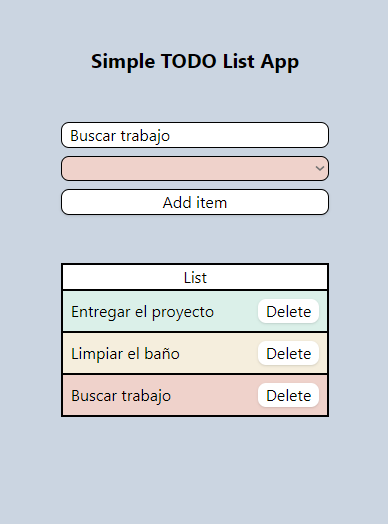 Simple TODO List App
Buscar trabajo
Add item
List
Entregar el proyecto Delete
Limpiar el baño Delete
Buscar trabajo Delete